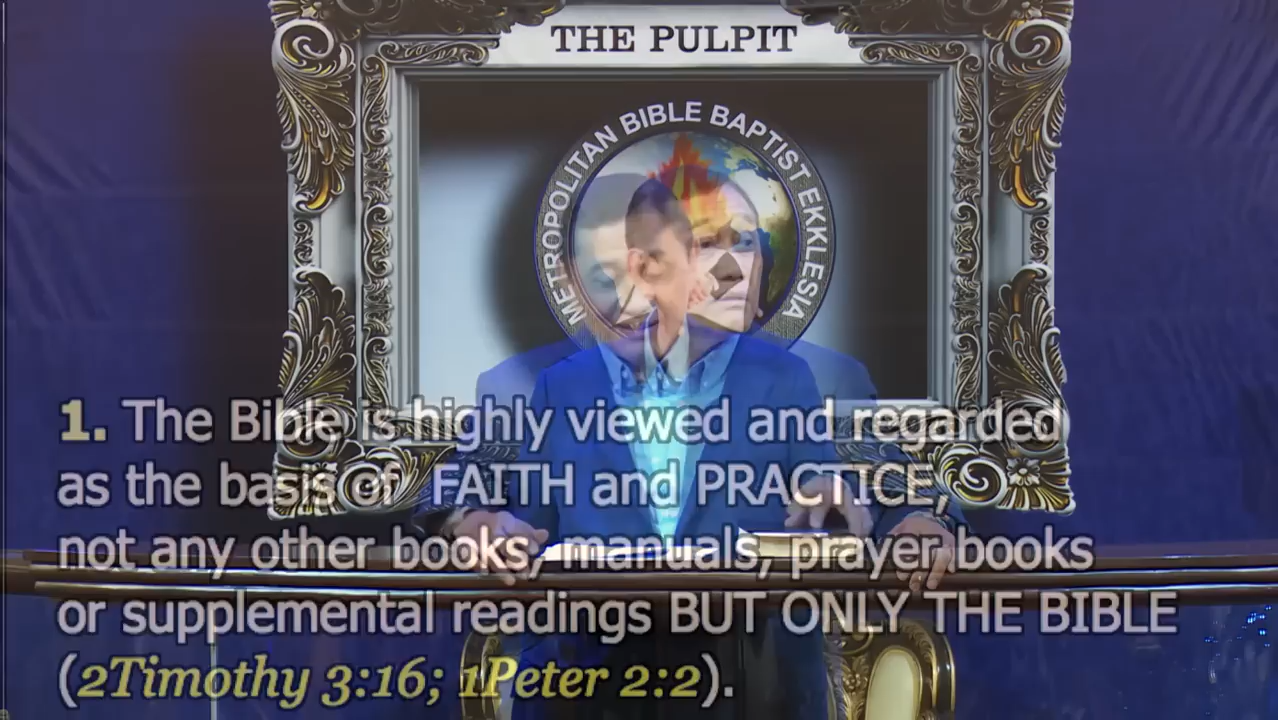 THE PULPIT
METROPOLITAN BIBLE BAPTIST EKKLESIA
1. The Bible is highly viewed and regarded
as the basis of FAITH and PRACTICE,
not any other books, manuals, prayer books
or supplemental readings BUT ONLY THE BIBLE
(2Timothy 3:16; 1Peter 2:2).